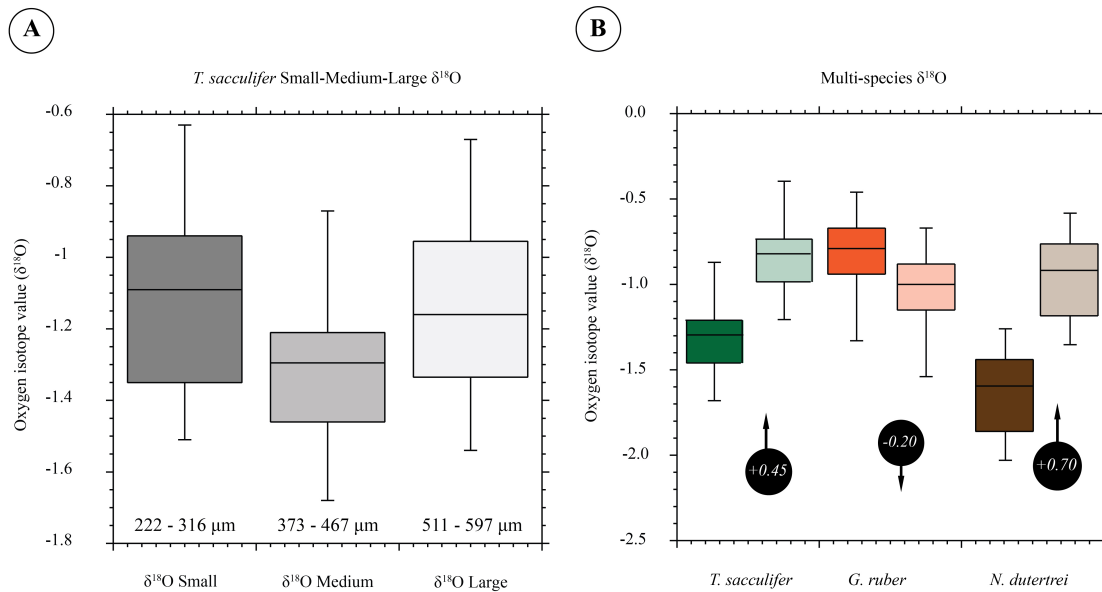 A
T. sacculifer Small-Medium-Large δ¹⁸O
Oxygen isotope value (δ¹⁸O)
-0.6
-0.8
-1
-1.2
-1.4
-1.6
-1.8
222 - 316 µm
373 - 467 µm
511 - 597 µm
δ¹⁸O Small
δ¹⁸O Medium
δ¹⁸O Large
B
Multi-species δ¹⁸O
Oxygen isotope value (δ¹⁸O)
0.0
-0.5
-1.0
-1.5
-2.0
-2.5
+0.45
-0.20
+0.70
T. sacculifer
G. ruber
N. dutertrei